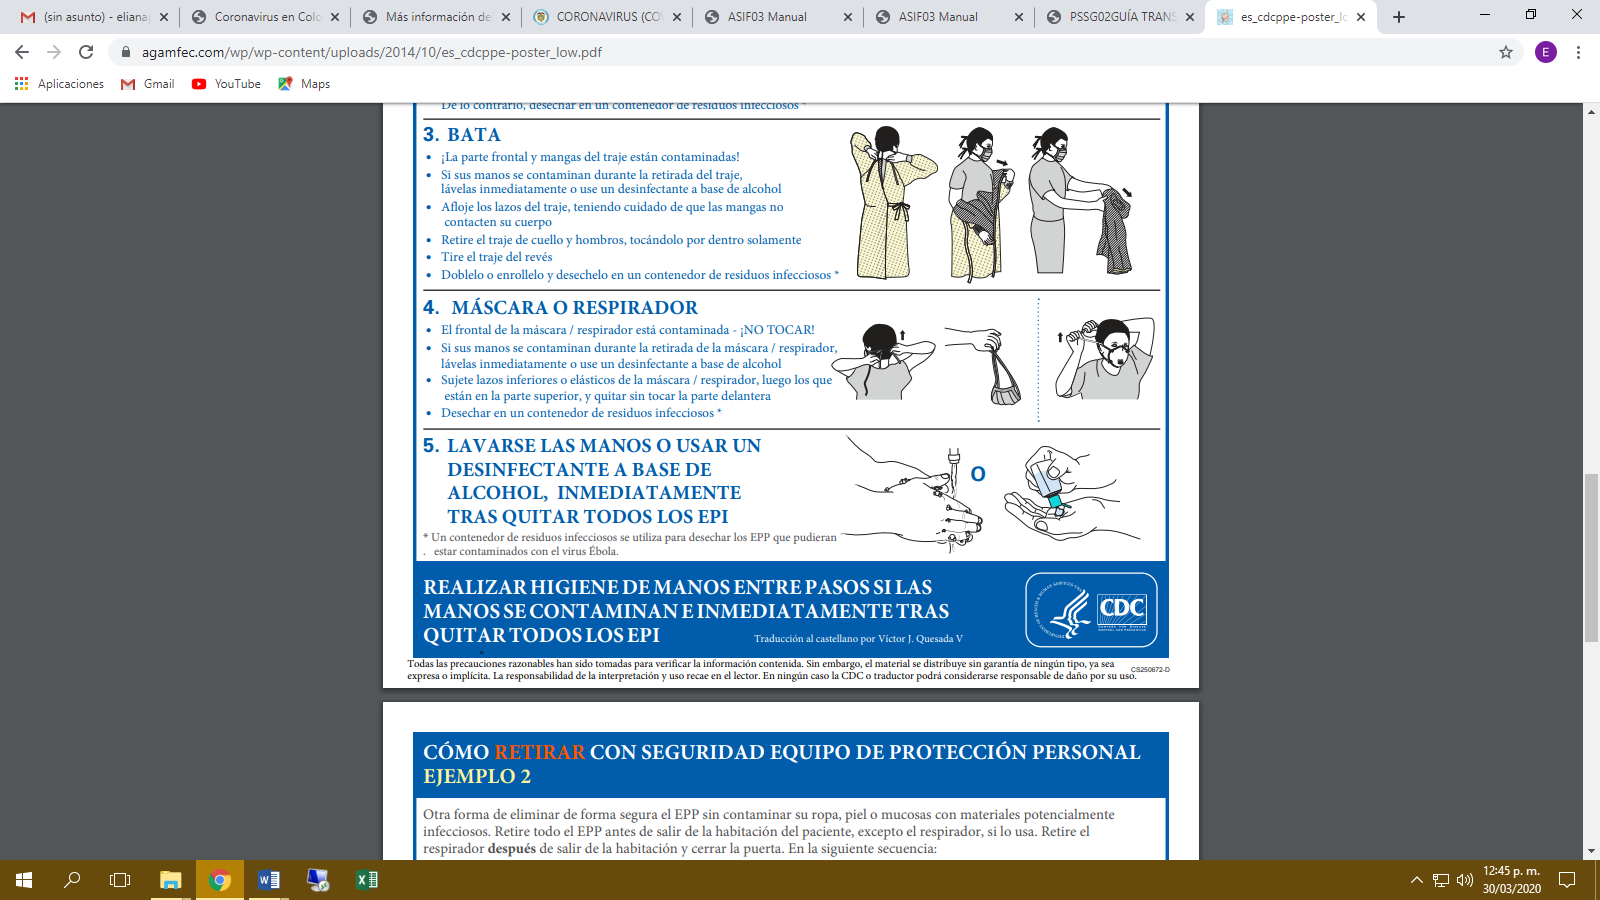 (sin asunto) - eliana
Coronavirus en Colo
Más información de
CORONAVIRUS (CO
ASIF03 Manual
ASIF03 Manual
PSSG02GUÍA TRANS
es_cdcppe-poster_lo
agamfec.com/wp/wp-content/uploads/2014/10/es_cdcppe-poster_low.pdf
E
Aplicaciones
Gmail
YouTube
Maps
De lo contrario, desechar en un contenedor de residuos infecciosos *
3. BATA
• ¡La parte frontal y mangas del traje están contaminadas!
• Si sus manos se contaminan durante la retirada del traje,
lávelas inmediatamente o use un desinfectante a base de alcohol
• Afloje los lazos del traje, teniendo cuidado de que las mangas no
contacten su cuerpo
• Retire el traje de cuello y hombros, tocándolo por dentro solamente
• Tire el traje del revés
• Doblelo o enrollelo y desechelo en un contenedor de residuos infecciosos *
4. MÁSCARA O RESPIRADOR
• El frontal de la máscara / respirador está contaminada - ¡NO TOCAR!
• Si sus manos se contaminan durante la retirada de la máscara / respirador,
lávelas inmediatamente o use un desinfectante a base de alcohol
• Sujete lazos inferiores o elásticos de la máscara / respirador, luego los que
están en la parte superior, y quitar sin tocar la parte delantera
• Desechar en un contenedor de residuos infecciosos *
5. LAVARSE LAS MANOS O USAR UN
DESINFECTANTE A BASE DE
ALCOHOL, INMEDIATAMENTE
TRAS QUITAR TODOS LOS EPI
O
* Un contenedor de residuos infecciosos se utiliza para desechar los EPP que pudieran
. estar contaminados con el virus Ébola.
REALIZAR HIGIENE DE MANOS ENTRE PASOS SI LAS
MANOS SE CONTAMINAN E INMEDIATAMENTE TRAS
QUITAR TODOS LOS EPI
Traducción al castellano por Víctor J. Quesada V
CDC
Todas las precauciones razonables han sido tomadas para verificar la información contenida. Sin embargo, el material se distribuye sin garantía de ningún tipo, ya sea
expresa o implícita. La responsabilidad de la interpretación y uso recae en el lector. En ningún caso la CDC o traductor podrá considerarse responsable de daño por su uso.
CS250672-D
CÓMO RETIRAR CON SEGURIDAD EQUIPO DE PROTECCIÓN PERSONAL
EJEMPLO 2
Otra forma de eliminar de forma segura el EPP sin contaminar su ropa, piel o mucosas con materiales potencialmente
infecciosos. Retire todo el EPP antes de salir de la habitación del paciente, excepto el respirador, si lo usa. Retire el
respirador después de salir de la habitación y cerrar la puerta. En la siguiente secuencia:
12:45 p. m.
30/03/2020